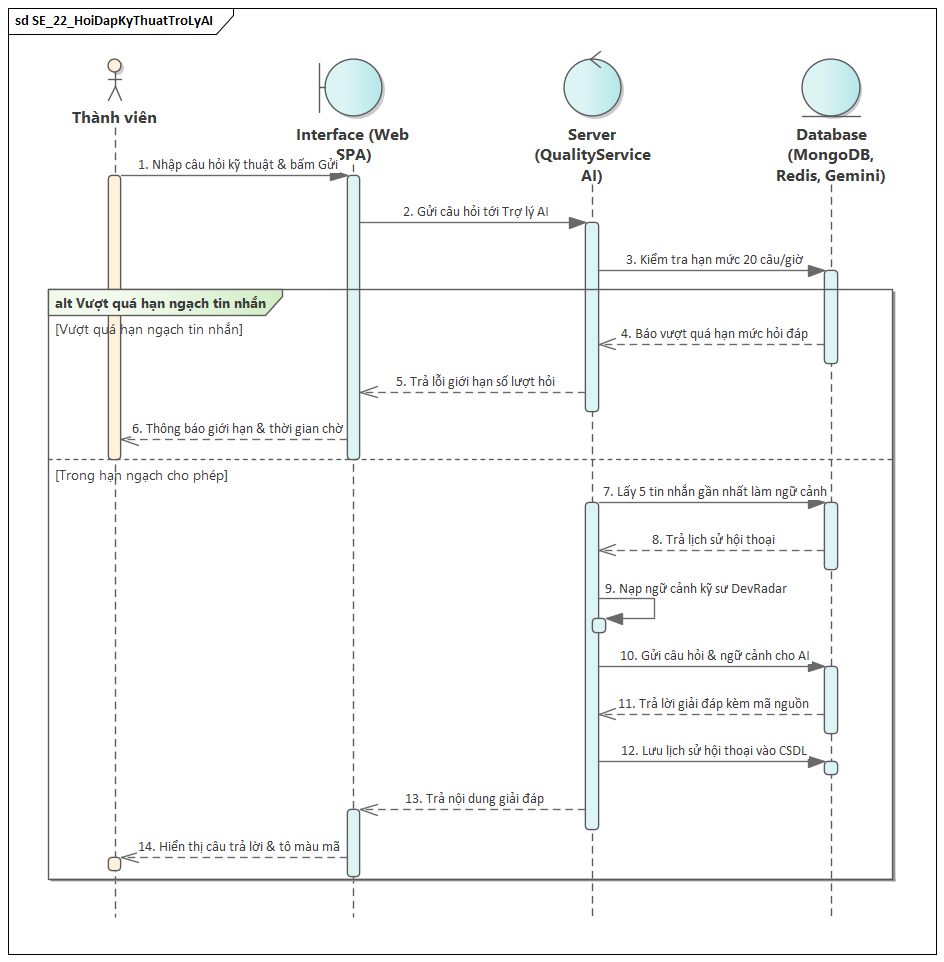 sd SE_22_HoiDapKyThuatTroLyAI
Thành viên
Interface (Web
SPA)
Server
(QualityService
AI)
Database
(MongoDB,
Redis, Gemini)
1. Nhập câu hỏi kỹ thuật & bấm Gửi
2. Gửi câu hỏi tới Trợ lý AI
3. Kiểm tra hạn mức 20 câu/giờ
alt Vượt quá hạn ngạch tin nhắn
[Vượt quá hạn ngạch tin nhắn]
4. Báo vượt quá hạn mức hỏi đáp
5. Trả lỗi giới hạn số lượt hỏi
6. Thông báo giới hạn & thời gian chờ
[Trong hạn ngạch cho phép]
7. Lấy 5 tin nhắn gần nhất làm ngữ cảnh
8. Trả lịch sử hội thoại
9. Nạp ngữ cảnh kỹ sư DevRadar
10. Gửi câu hỏi & ngữ cảnh cho AI
11. Trả lời giải đáp kèm mã nguồn
12. Lưu lịch sử hội thoại vào CSDL
13. Trả nội dung giải đáp
14. Hiển thị câu trả lời & tô màu mã